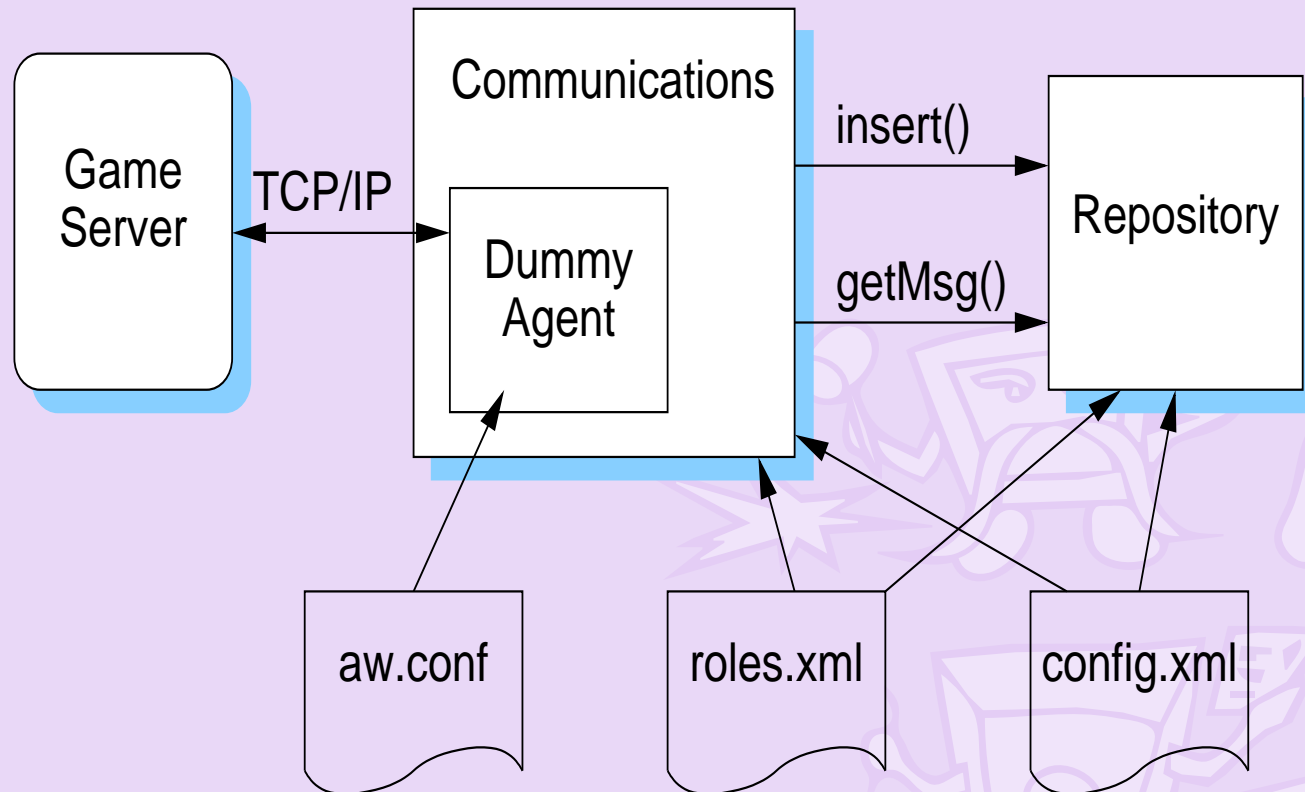 Communications
Game
Server
TCP/IP
Dummy
Agent
insert()
getMsg()
Repository
aw.conf
roles.xml
config.xml